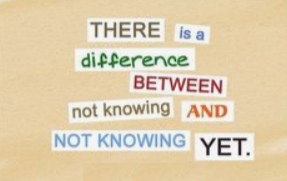 THERE is a
difference
BETWEEN
not knowing AND
NOT KNOWING YET.